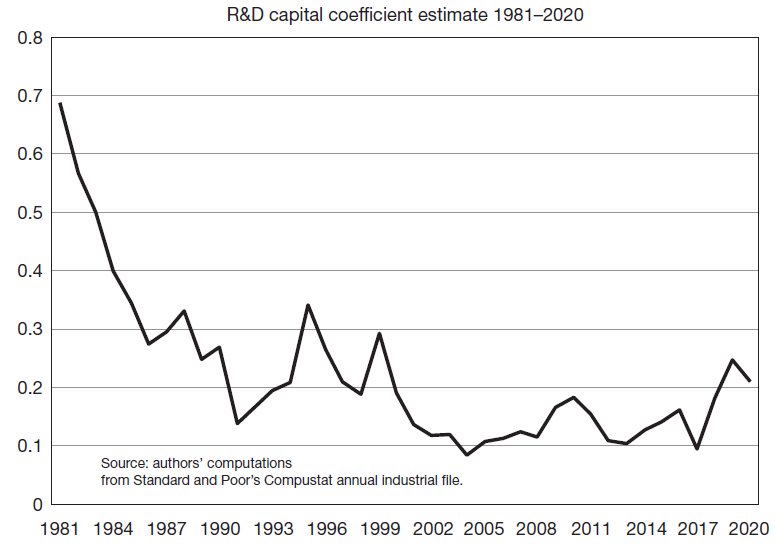 R&D capital coefficient estimate 1981–2020
0.8
0.7
0.6
0.5
0.4
0.3
0.2
0.1
0
Source: authors’ computations
from Standard and Poor’s Compustat annual industrial file.
1981 1984 1987 1990 1993 1996 1999 2002 2005 2008 2011 2014 2017 2020